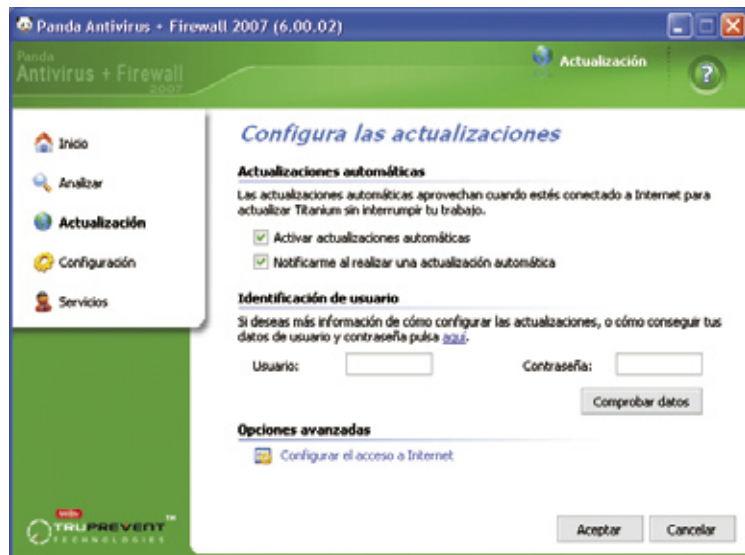 Panda Antivirus + Firewall 2007 (6.00.02)
Panda
Antivirus + Firewall
2007
Actualización
?
Inicio
Analizar
Actualización
Configuración
Servicios
Configura las actualizaciones
Actualizaciones automáticas
Las actualizaciones automáticas aprovechan cuando estés conectado a Internet para
actualizar Titanium sin interrumpir tu trabajo.
Activar actualizaciones automáticas
Notificarme al realizar una actualización automática
Identificación de usuario
Si deseas más información de cómo configurar las actualizaciones, o cómo conseguir tus
datos de usuario y contraseña pulsa aquí.
Usuario:
Contraseña:
Comprobar datos
Opciones avanzadas
Configurar el acceso a Internet
TRUPREVENT™
TECHNOLOGIES
Aceptar
Cancelar